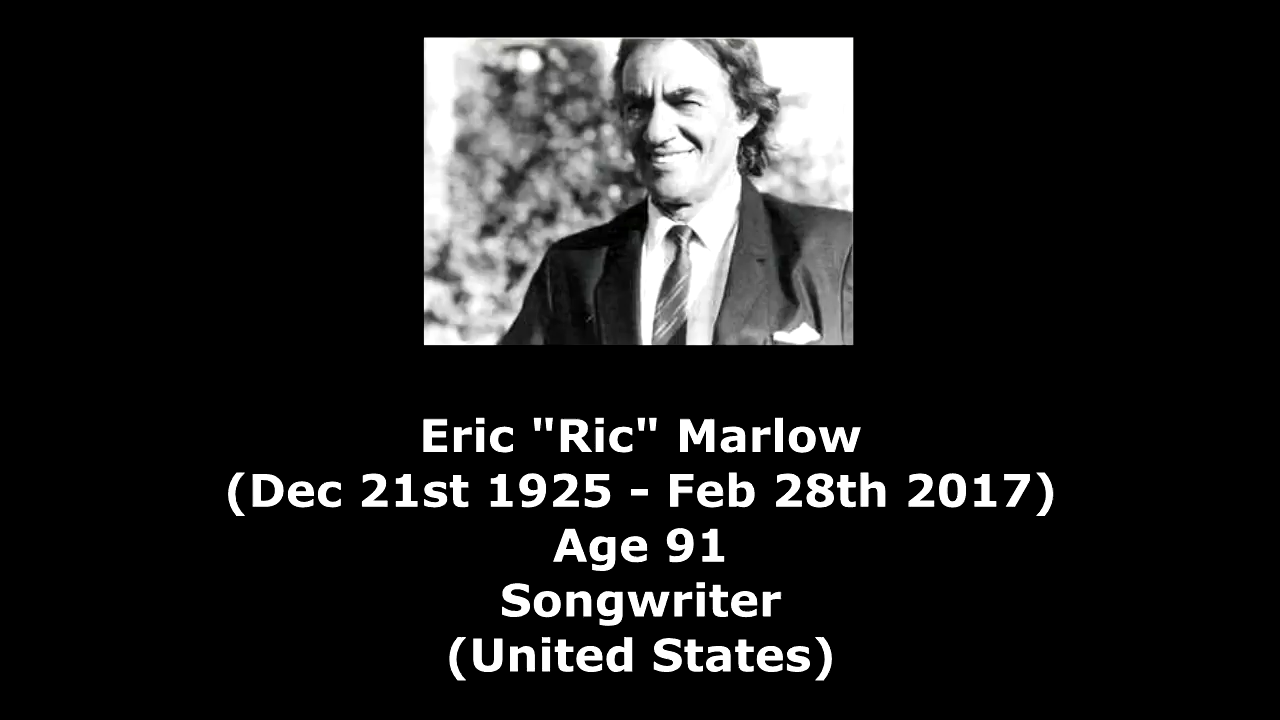 Eric "Ric" Marlow
(Dec 21st 1925 - Feb 28th 2017)
Age 91
Songwriter
(United States)